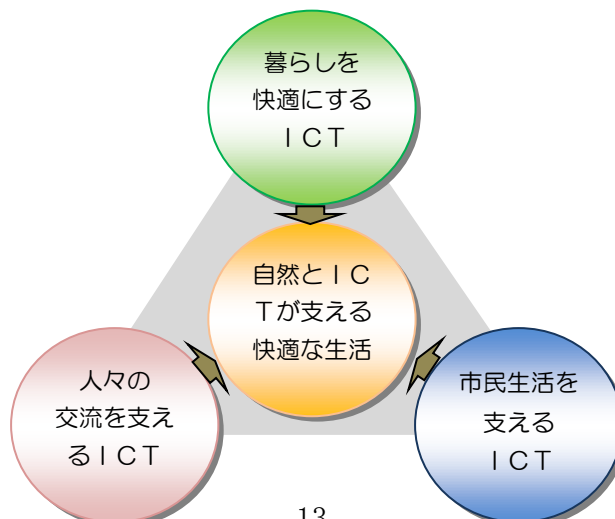 暮らしを
快適にする
ＩＣＴ
自然とＩＣ
Ｔが支える
快適な生活
人々の
交流を支え
るＩＣＴ
市民生活を
支える
ＩＣＴ
13